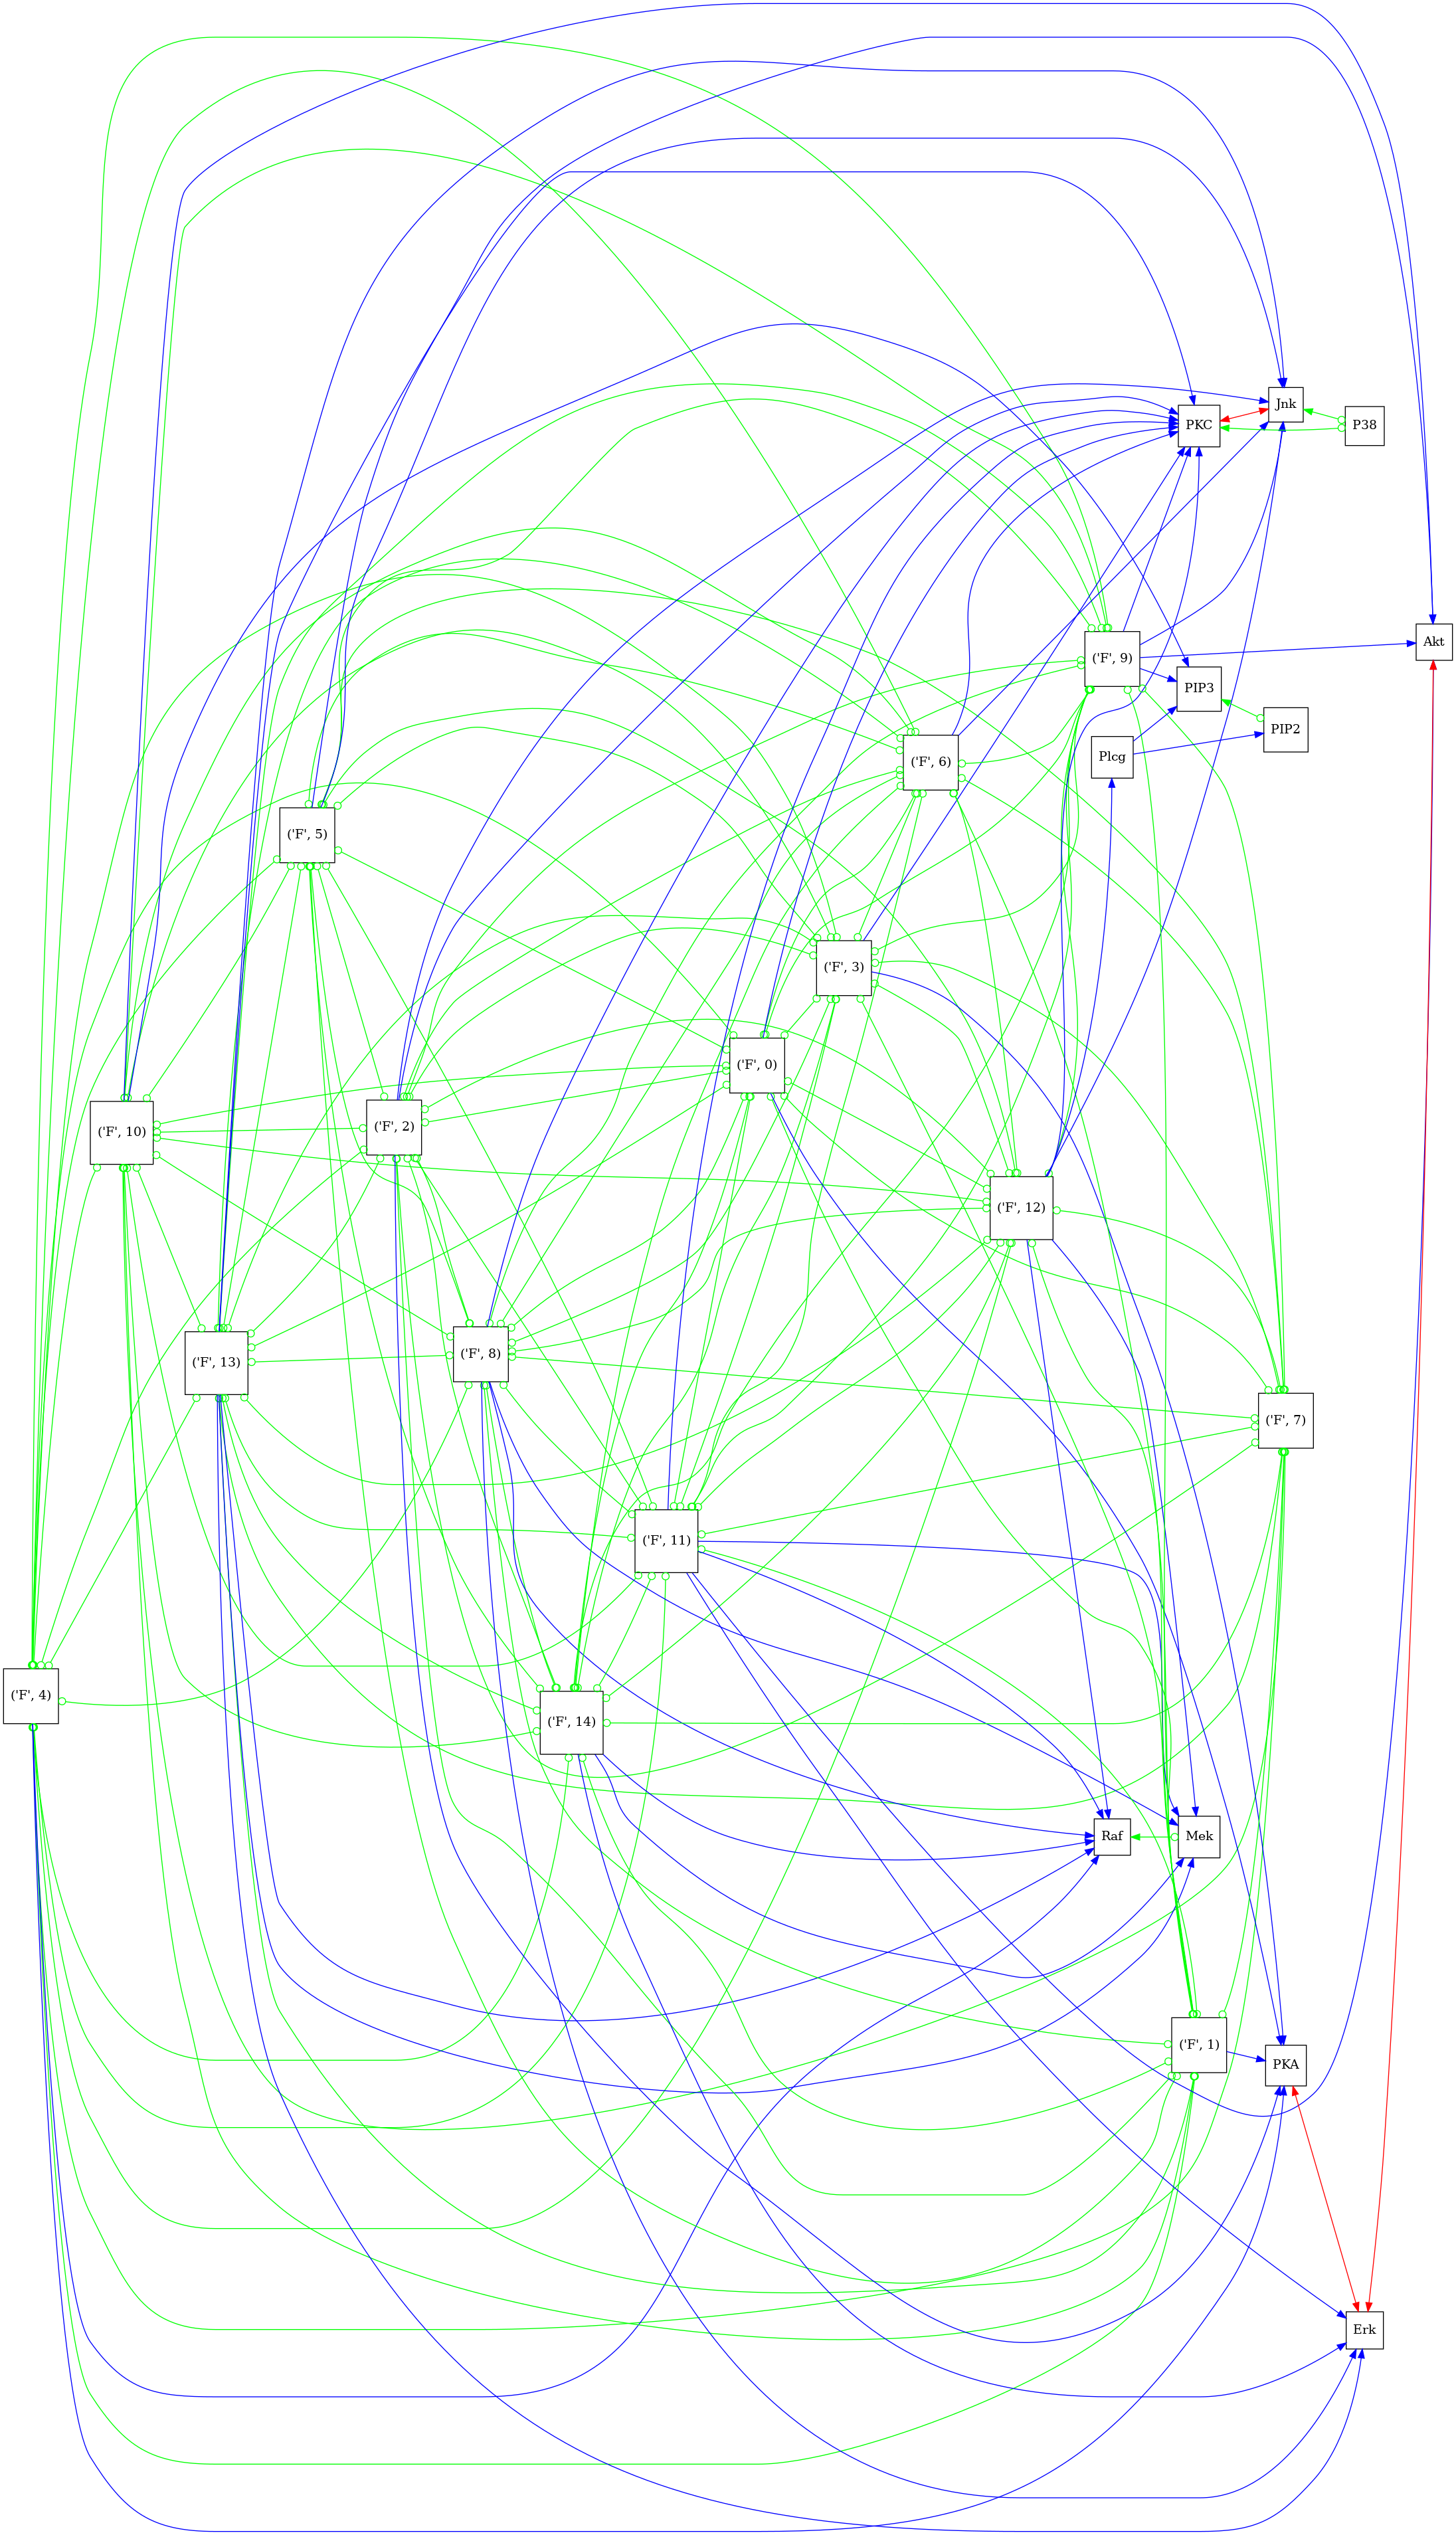 Jnk
PKC
P38
Akt
('F', 9)
PIP3
PIP2
Plcg
('F', 6)
('F', 5)
('F', 3)
('F', 0)
('F', 10)
('F', 2)
('F', 12)
('F', 13)
('F', 8)
('F', 7)
('F', 11)
('F', 4)
('F', 14)
Raf
Mek
('F', 1)
PKA
Erk